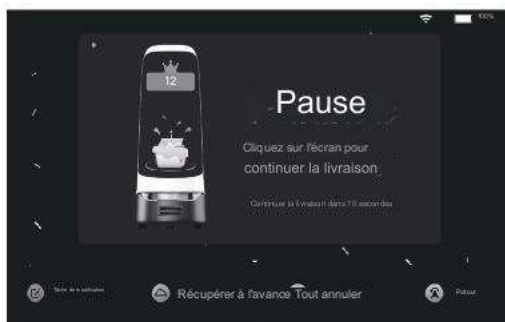 100%
12
Pause
Cliquez sur l'écran pour
continuer la livraison
Continuer la livraison dans 10 secondes
Récupérer à l'avance Tout annuler
Retour